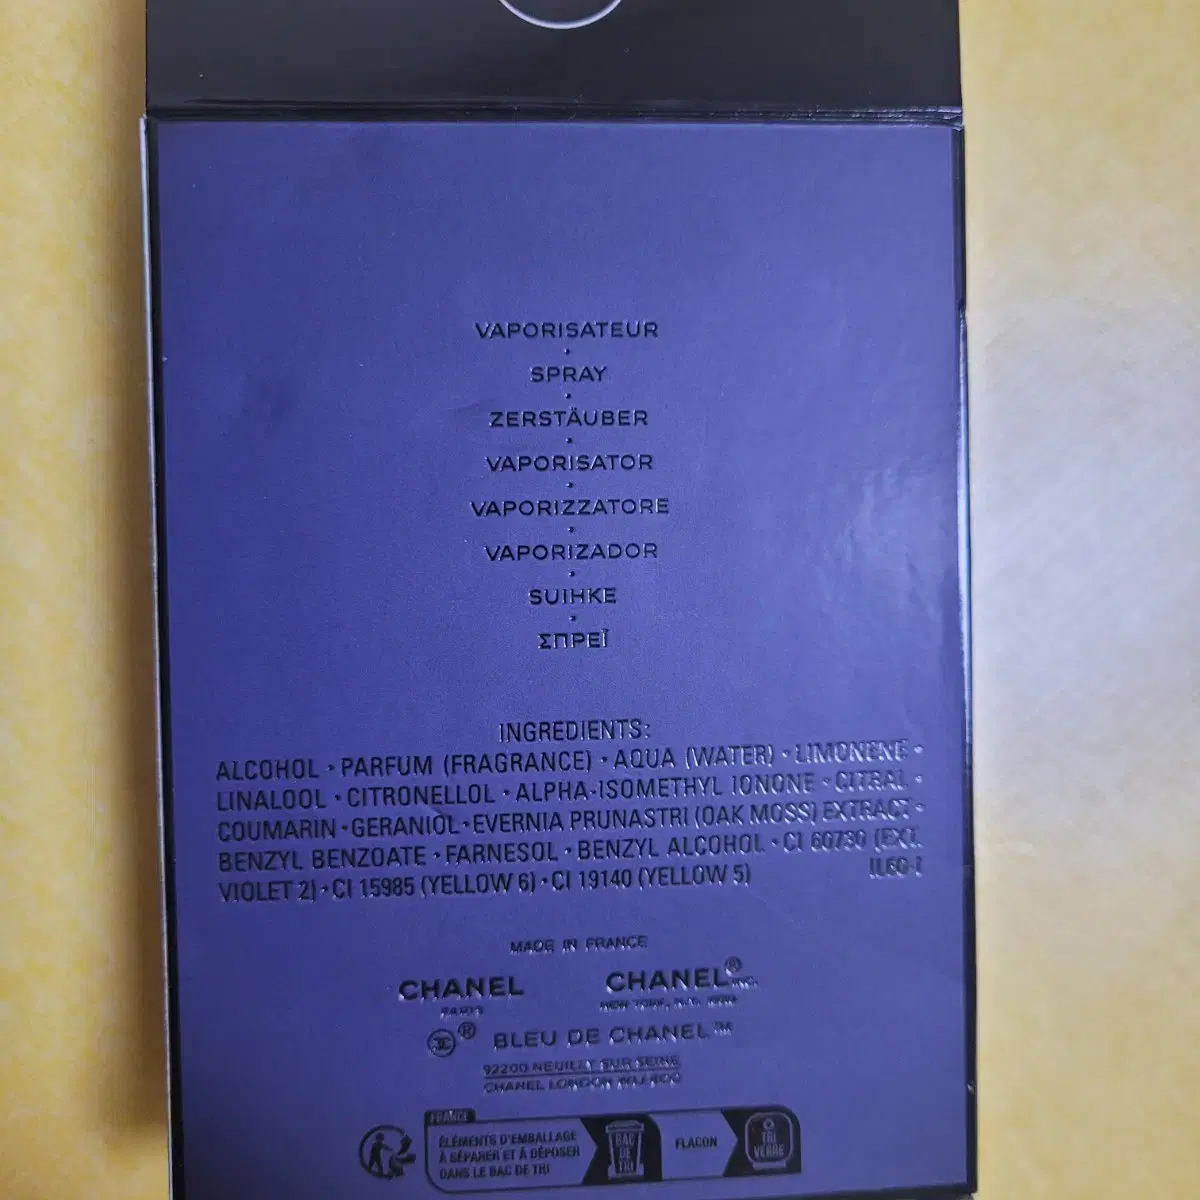 VAPORISATEUR
SPRAY
ZERSTÄUBER
VAPORISATOR
VAPORIZZATORE
VAPORIZADOR
SUIHKE
ΣΠΡΕΪ
INGREDIENTS:
ALCOHOL • PARFUM (FRAGRANCE) • AQUA (WATER) • LIMONENE •
LINALOOL • CITRONELLOL • ALPHA-ISOMETHYL IONONE • CITRAL •
COUMARIN • GERANIOL • EVERNIA PRUNASTRI (OAK MOSS) EXTRACT •
BENZYL BENZOATE • FARNESOL • BENZYL ALCOHOL • CI 60730 (EXT.
VIOLET 2) • CI 15985 (YELLOW 6) • CI 19140 (YELLOW 5)
MADE IN FRANCE
CHANEL CHANEL® INC.
PARIS NEW YORK, N.Y.
® BLEU DE CHANEL™
92200 NEUILLY SUR SEINE
CHANEL LONDON
FRANCE
ÉLÉMENTS D'EMBALLAGE
À SÉPARER ET À DÉPOSER
DANS LE BAC DE TRI
BAC
DE
TRI
FLACON
TRI
VERRE